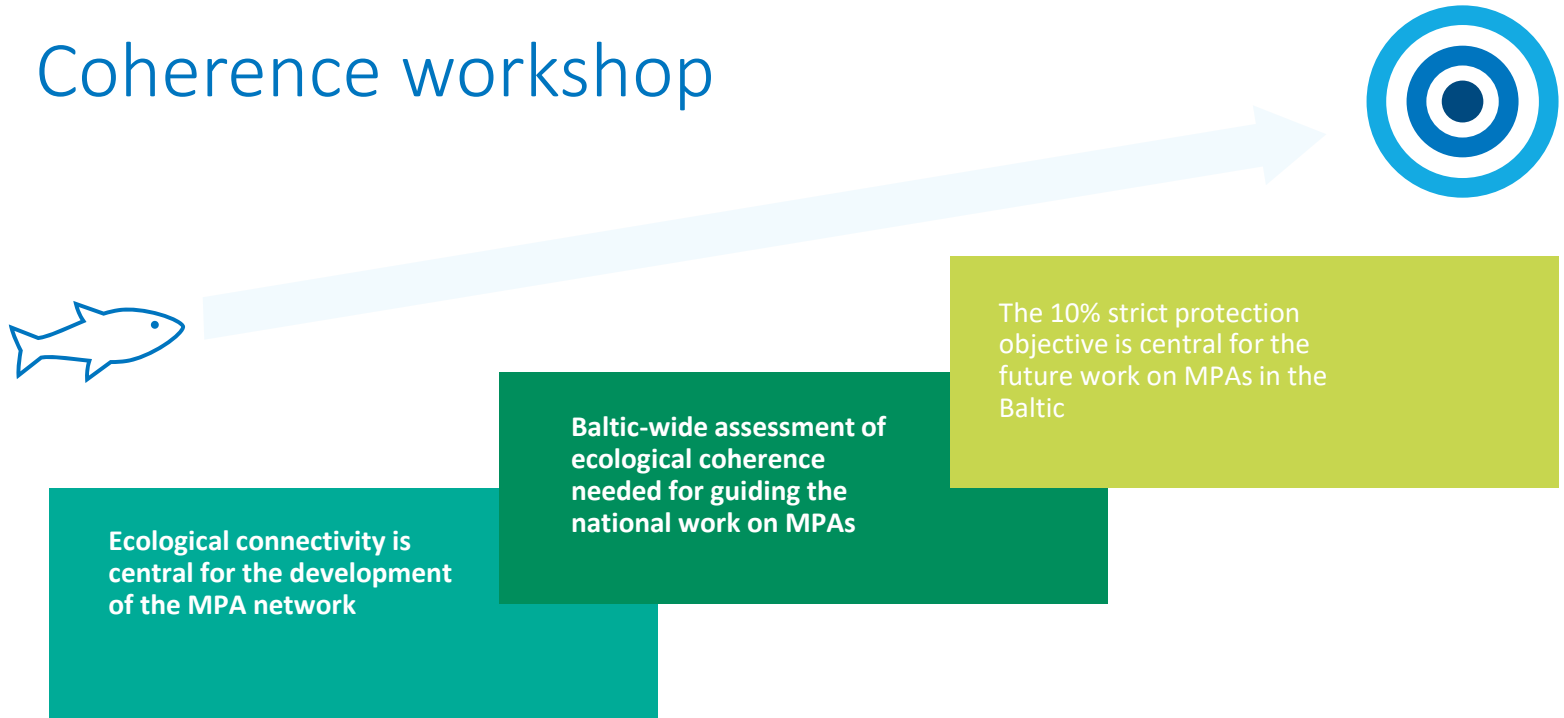 Coherence workshop
The 10% strict protection
objective is central for the
future work on MPAs in the
Baltic
Baltic-wide assessment of
ecological coherence
needed for guiding the
national work on MPAs
Ecological connectivity is
central for the development
of the MPA network